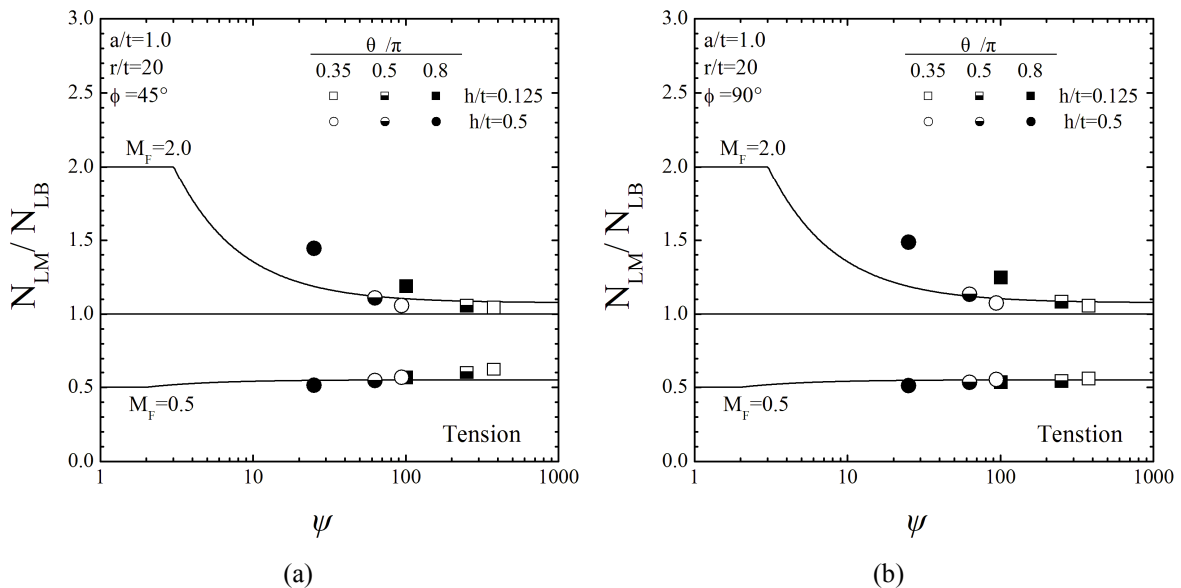 a/t=1.0
r/t=20
ϕ =45°
θ /π
0.35 0.5 0.8
h/t=0.125
h/t=0.5
M_F=2.0
M_F=0.5
Tension
3.0
2.5
2.0
1.5
1.0
0.5
0.0
N_LM/N_LB
1 10 100 1000
ψ
(a)
a/t=1.0
r/t=20
ϕ =90°
θ /π
0.35 0.5 0.8
h/t=0.125
h/t=0.5
M_F=2.0
M_F=0.5
Tenstion
3.0
2.5
2.0
1.5
1.0
0.5
0.0
N_LM/N_LB
1 10 100 1000
ψ
(b)